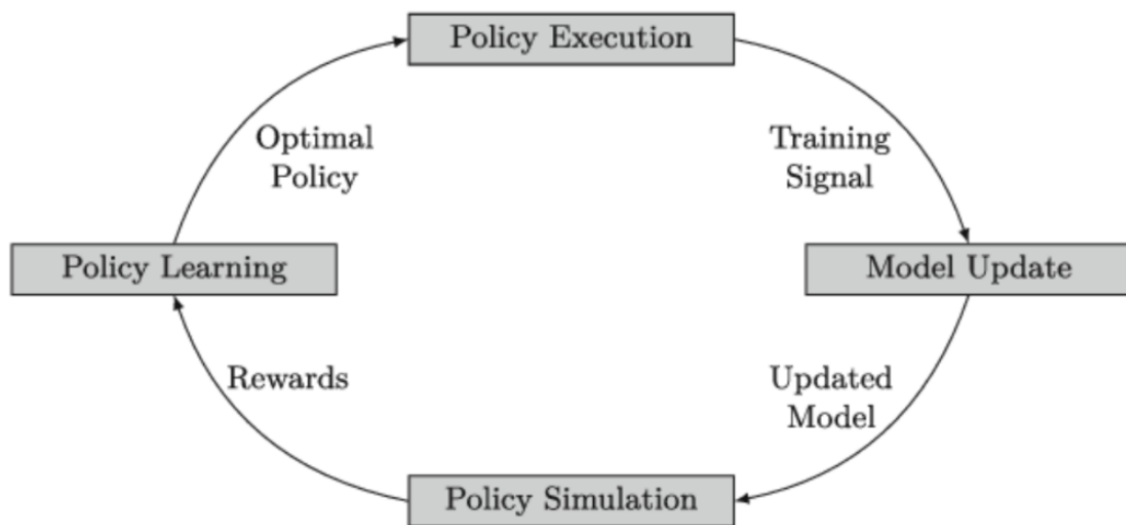 Policy Execution
Optimal
Policy
Training
Signal
Policy Learning
Model Update
Rewards
Updated
Model
Policy Simulation